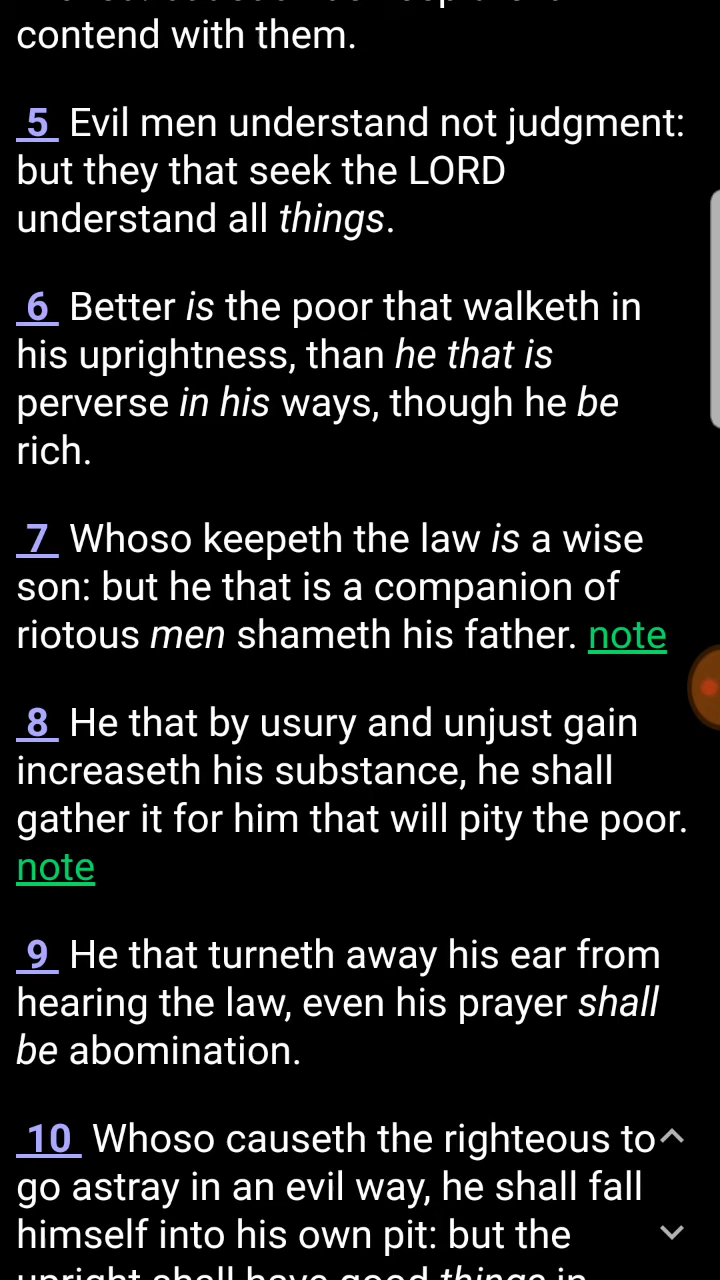 contend with them.
5 Evil men understand not judgment:
but they that seek the LORD
understand all things.
6 Better is the poor that walketh in
his uprightness, than he that is
perverse in his ways, though he be
rich.
7 Whoso keepeth the law is a wise
son: but he that is a companion of
riotous men shameth his father. note
8 He that by usury and unjust gain
increaseth his substance, he shall
gather it for him that will pity the poor.
note
9 He that turneth away his ear from
hearing the law, even his prayer shall
be abomination.
10 Whoso causeth the righteous to
go astray in an evil way, he shall fall
himself into his own pit: but the
upright shall have good things in